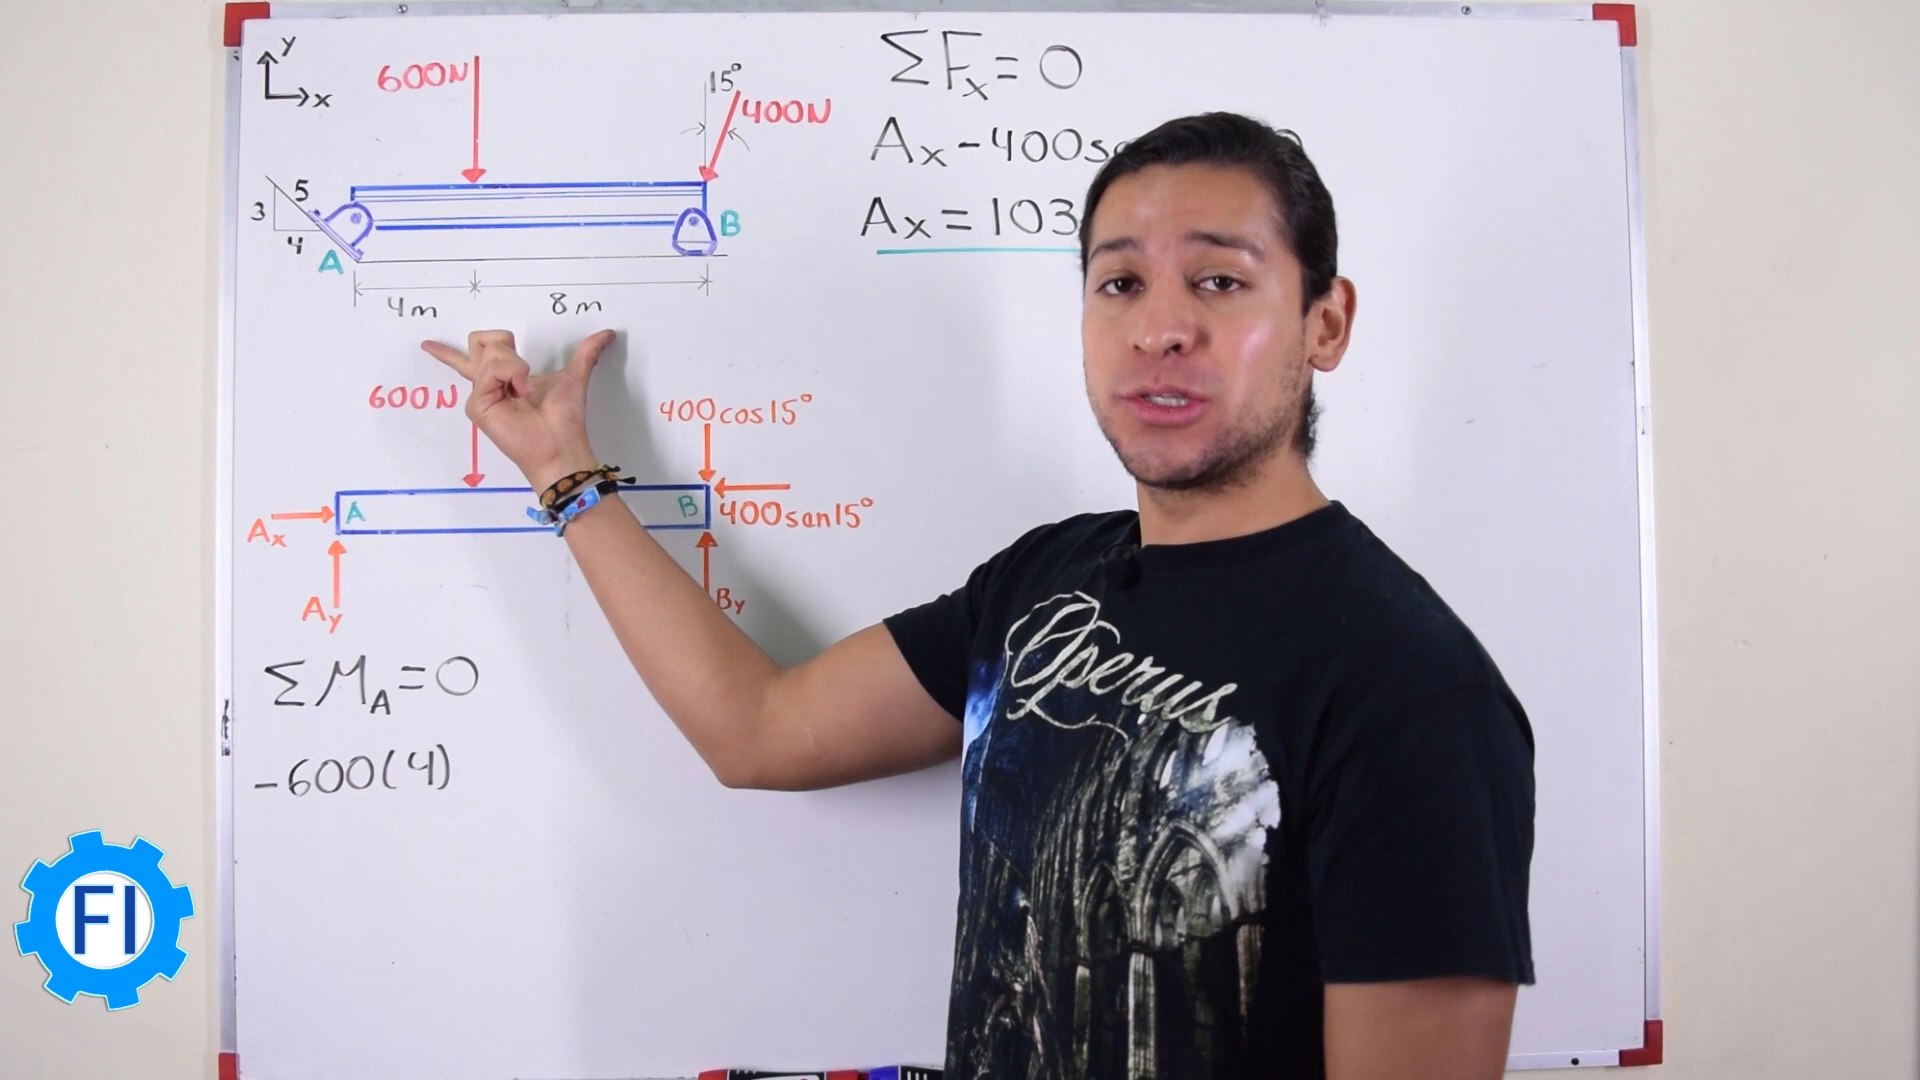 y
x
600N
15°
400N
5
3
4
A
B
4m
8m
ΣFx=0
Ax-400s
Ax=103
600N
400cos15°
A
B
400sen15°
Ax
Ay
By
ΣMA=0
-600(4)
Operus
FI